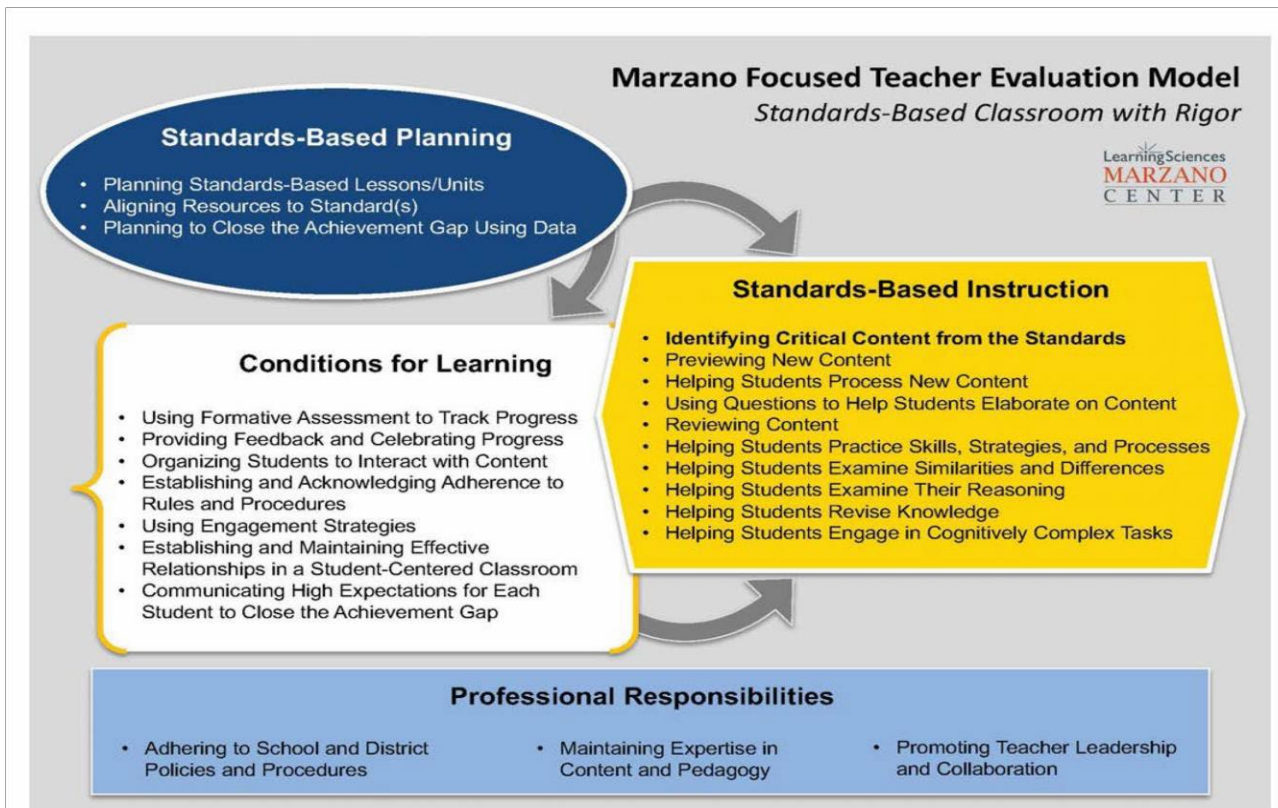 Marzano Focused Teacher Evaluation Model
Standards-Based Classroom with Rigor
LearningSciences
MARZANO
CENTER
Standards-Based Planning
• Planning Standards-Based Lessons/Units
• Aligning Resources to Standard(s)
• Planning to Close the Achievement Gap Using Data
Standards-Based Instruction
• Identifying Critical Content from the Standards
• Previewing New Content
• Helping Students Process New Content
• Using Questions to Help Students Elaborate on Content
• Reviewing Content
• Helping Students Practice Skills, Strategies, and Processes
• Helping Students Examine Similarities and Differences
• Helping Students Examine Their Reasoning
• Helping Students Revise Knowledge
• Helping Students Engage in Cognitively Complex Tasks
Conditions for Learning
• Using Formative Assessment to Track Progress
• Providing Feedback and Celebrating Progress
• Organizing Students to Interact with Content
• Establishing and Acknowledging Adherence to
Rules and Procedures
• Using Engagement Strategies
• Establishing and Maintaining Effective
Relationships in a Student-Centered Classroom
• Communicating High Expectations for Each
Student to Close the Achievement Gap
Professional Responsibilities
• Adhering to School and District
Policies and Procedures
• Maintaining Expertise in
Content and Pedagogy
• Promoting Teacher Leadership
and Collaboration